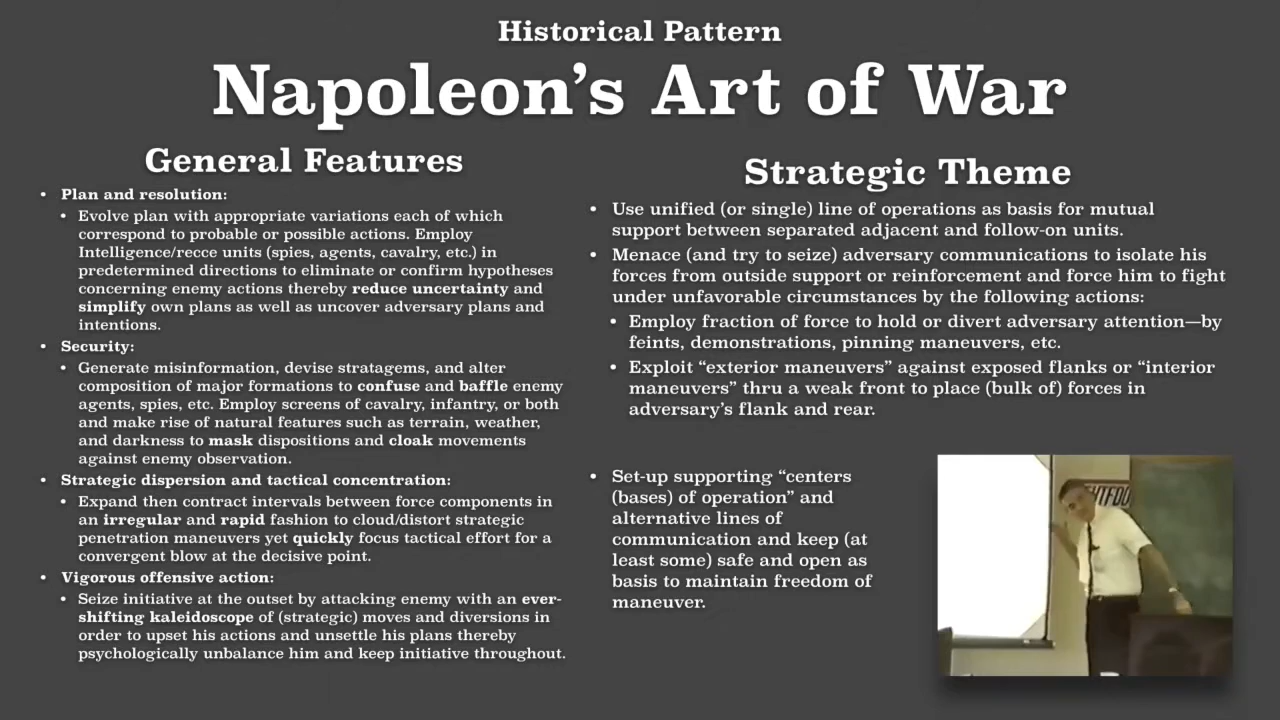 Historical Pattern
Napoleon's Art of War
General Features
• Plan and resolution:
• Evolve plan with appropriate variations each of which
correspond to probable or possible actions. Employ
Intelligence/recce units (spies, agents, cavalry, etc.) in
predetermined directions to eliminate or confirm hypotheses
concerning enemy actions thereby reduce uncertainty and
simplify own plans as well as uncover adversary plans and
intentions.
• Security:
• Generate misinformation, devise stratagems, and alter
composition of major formations to confuse and baffle enemy
agents, spies, etc. Employ screens of cavalry, infantry, or both
and make rise of natural features such as terrain, weather,
and darkness to mask dispositions and cloak movements
against enemy observation.
• Strategic dispersion and tactical concentration:
• Expand then contract intervals between force components in
an irregular and rapid fashion to cloud/distort strategic
penetration maneuvers yet quickly focus tactical effort for a
convergent blow at the decisive point.
• Vigorous offensive action:
• Seize initiative at the outset by attacking enemy with an ever-
shifting kaleidoscope of (strategic) moves and diversions in
order to upset his actions and unsettle his plans thereby
psychologically unbalance him and keep initiative throughout.
Strategic Theme
• Use unified (or single) line of operations as basis for mutual
support between separated adjacent and follow-on units.
• Menace (and try to seize) adversary communications to isolate his
forces from outside support or reinforcement and force him to fight
under unfavorable circumstances by the following actions:
• Employ fraction of force to hold or divert adversary attention—by
feints, demonstrations, pinning maneuvers, etc.
• Exploit “exterior maneuvers” against exposed flanks or “interior
maneuvers” thru a weak front to place (bulk of) forces in
adversary's flank and rear.
• Set-up supporting “centers
(bases) of operation” and
alternative lines of
communication and keep (at
least some) safe and open as
basis to maintain freedom of
maneuver.